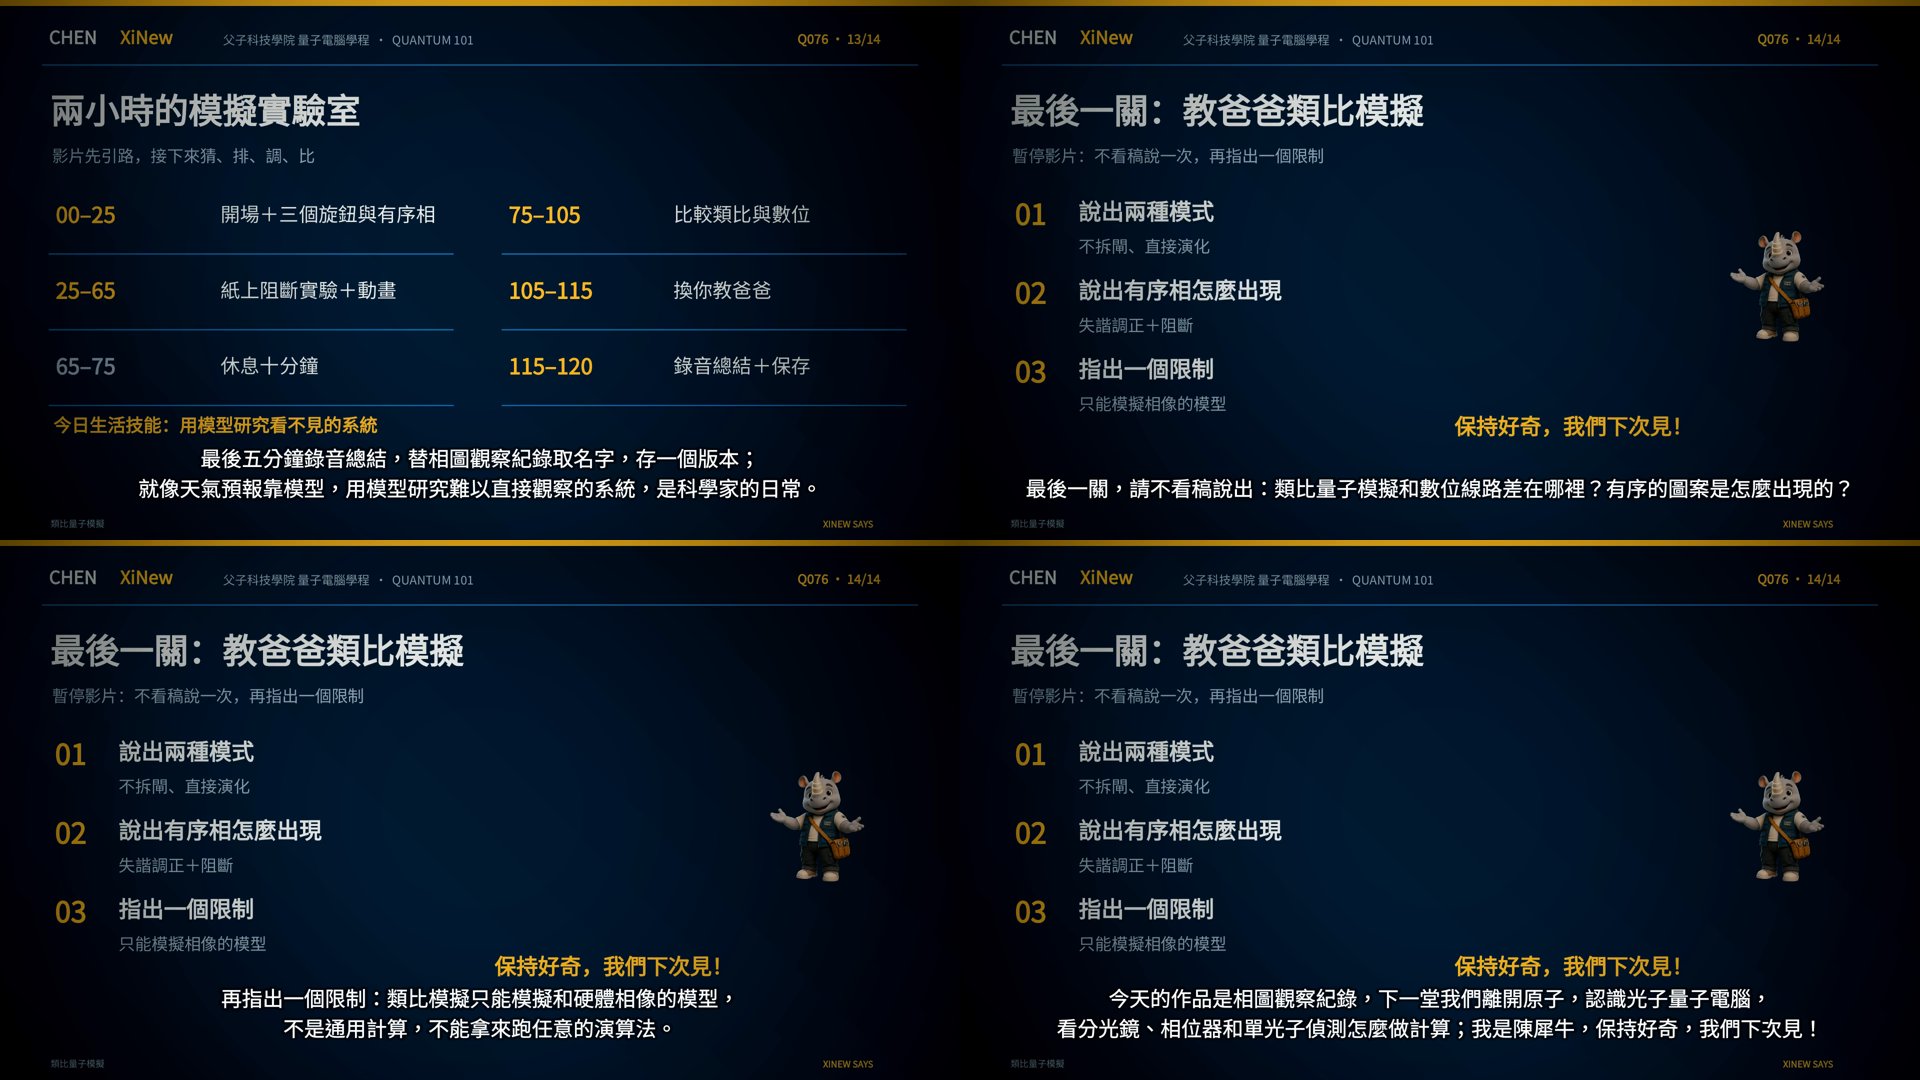 CHEN XiNew 父子科技學院 量子電腦學程 · QUANTUM 101 Q076 · 13/14
兩小時的模擬實驗室
影片先引路，接下來猜、排、調、比
00–25 開場＋三個旋鈕與有序相
75–105 比較類比與數位
25–65 紙上阻斷實驗＋動畫
105–115 換你教爸爸
65–75 休息十分鐘
115–120 錄音總結＋保存
今日生活技能：用模型研究看不見的系統
最後五分鐘錄音總結，替相圖觀察紀錄取名字，存一個版本；
就像天氣預報靠模型，用模型研究難以直接觀察的系統，是科學家的日常。
類比量子模擬 XINEW SAYS
CHEN XiNew 父子科技學院 量子電腦學程 · QUANTUM 101 Q076 · 14/14
最後一關：教爸爸類比模擬
暫停影片：不看稿說一次，再指出一個限制
01 說出兩種模式
不拆閘、直接演化
02 說出有序相怎麼出現
失諧調正＋阻斷
03 指出一個限制
只能模擬相像的模型
保持好奇，我們下次見！
最後一關，請不看稿說出：類比量子模擬和數位線路差在哪裡？有序的圖案是怎麼出現的？
類比量子模擬 XINEW SAYS
CHEN XiNew 父子科技學院 量子電腦學程 · QUANTUM 101 Q076 · 14/14
最後一關：教爸爸類比模擬
暫停影片：不看稿說一次，再指出一個限制
01 說出兩種模式
不拆閘、直接演化
02 說出有序相怎麼出現
失諧調正＋阻斷
03 指出一個限制
只能模擬相像的模型
保持好奇，我們下次見！
再指出一個限制：類比模擬只能模擬和硬體相像的模型，
不是通用計算，不能拿來跑任意的演算法。
類比量子模擬 XINEW SAYS
CHEN XiNew 父子科技學院 量子電腦學程 · QUANTUM 101 Q076 · 14/14
最後一關：教爸爸類比模擬
暫停影片：不看稿說一次，再指出一個限制
01 說出兩種模式
不拆閘、直接演化
02 說出有序相怎麼出現
失諧調正＋阻斷
03 指出一個限制
只能模擬相像的模型
保持好奇，我們下次見！
今天的作品是相圖觀察紀錄，下一堂我們離開原子，認識光子量子電腦，
看分光鏡、相位器和單光子偵測怎麼做計算；我是陳犀牛，保持好奇，我們下次見！
類比量子模擬 XINEW SAYS